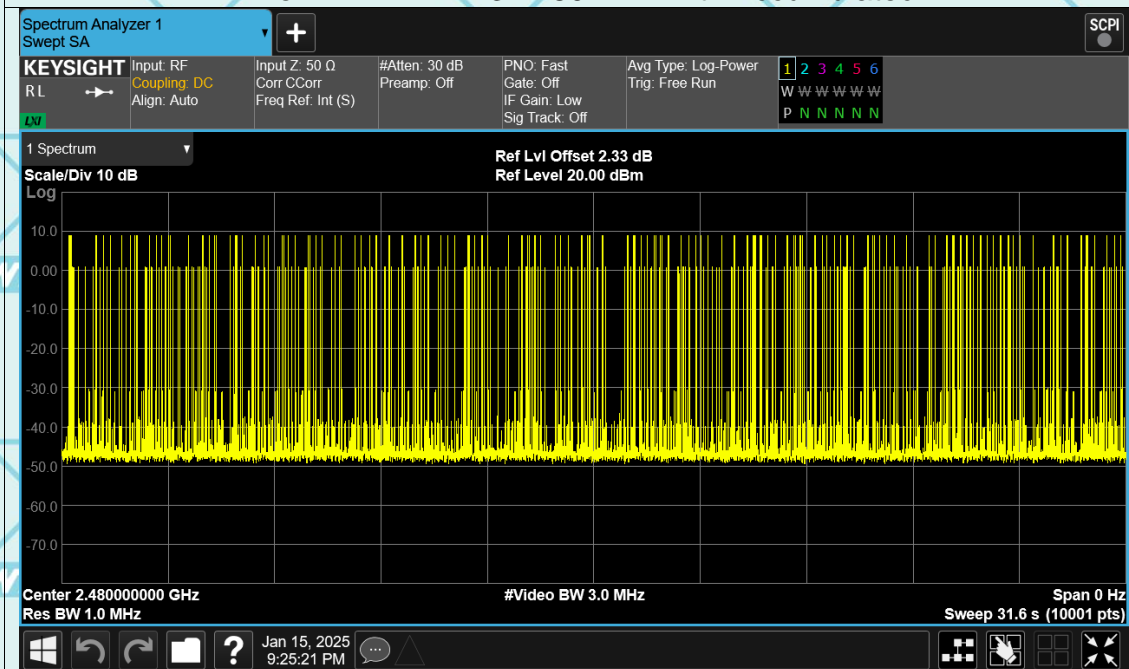 Spectrum Analyzer 1
Swept SA
+
SCPI
KEYSIGHT
RL
LXI
Input: RF
Coupling: DC
Align: Auto
Input Z: 50 Ω
Corr CCorr
Freq Ref: Int (S)
#Atten: 30 dB
Preamp: Off
PNO: Fast
Gate: Off
IF Gain: Low
Sig Track: Off
Avg Type: Log-Power
Trig: Free Run
1 2 3 4 5 6
W W W W W W
P N N N N N
1 Spectrum
Scale/Div 10 dB
Log
Ref Lvl Offset 2.33 dB
Ref Level 20.00 dBm
10.0
0.00
-10.0
-20.0
-30.0
-40.0
-50.0
-60.0
-70.0
Center 2.480000000 GHz
Res BW 1.0 MHz
#Video BW 3.0 MHz
Span 0 Hz
Sweep 31.6 s (10001 pts)
?
Jan 15, 2025
9:25:21 PM